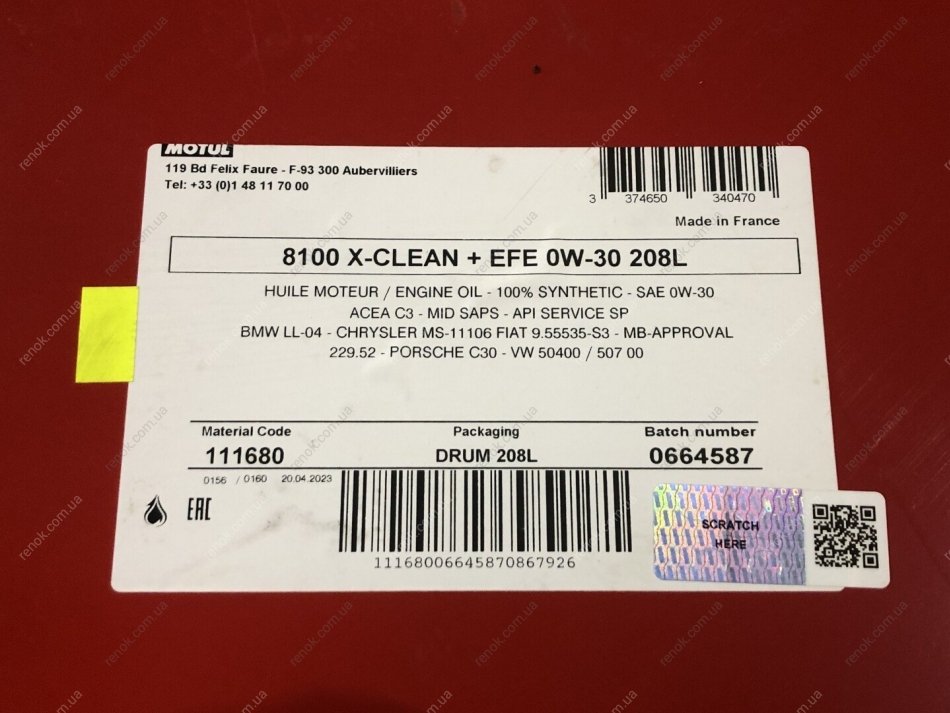 MOTUL
119 Bd Felix Faure - F-93 300 Aubervilliers
Tel: +33 (0)1 48 11 70 00
3 374650 340470
Made in France
8100 X-CLEAN + EFE 0W-30 208L
HUILE MOTEUR / ENGINE OIL - 100% SYNTHETIC - SAE 0W-30
ACEA C3 - MID SAPS - API SERVICE SP
BMW LL-04 - CHRYSLER MS-11106 FIAT 9.55535-S3 - MB-APPROVAL
229.52 - PORSCHE C30 - VW 50400 / 507 00
Material Code Packaging Batch number
111680 DRUM 208L 0664587
0156 / 0160 20.04.2023
EAC
SCRATCH
HERE
11168006645870867926
renok.com.ua